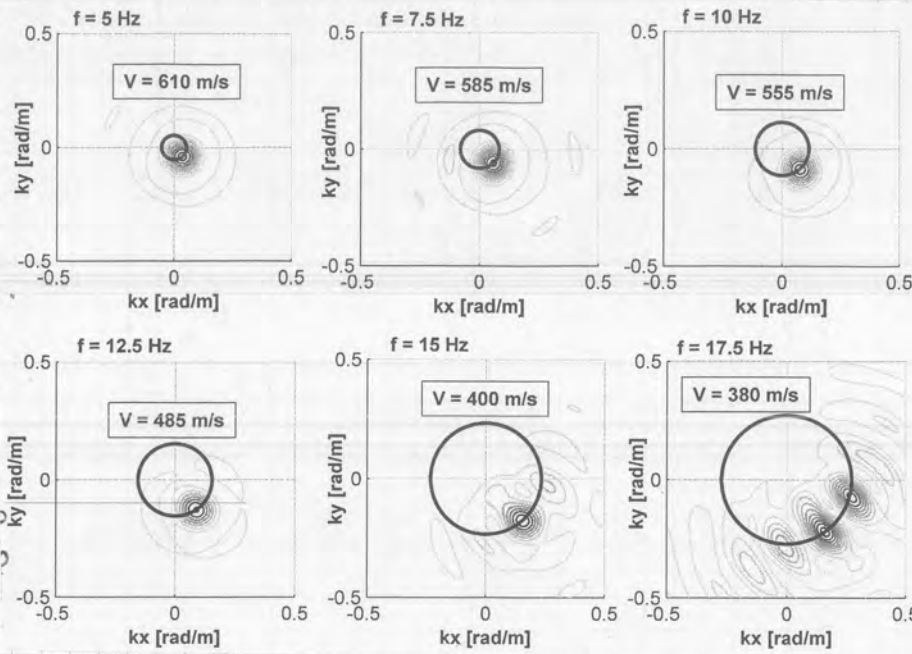 f = 5 Hz
V = 610 m/s
ky [rad/m]
0.5
0
-0.5
-0.5
0
0.5
kx [rad/m]
f = 7.5 Hz
V = 585 m/s
ky [rad/m]
0.5
0
-0.5
-0.5
0
0.5
kx [rad/m]
f = 10 Hz
V = 555 m/s
ky [rad/m]
0.5
0
-0.5
-0.5
0
0.5
kx [rad/m]
f = 12.5 Hz
V = 485 m/s
ky [rad/m]
0.5
0
-0.5
-0.5
0
0.5
kx [rad/m]
f = 15 Hz
V = 400 m/s
ky [rad/m]
0.5
0
-0.5
-0.5
0
0.5
kx [rad/m]
f = 17.5 Hz
V = 380 m/s
ky [rad/m]
0.5
0
-0.5
-0.5
0
0.5
kx [rad/m]